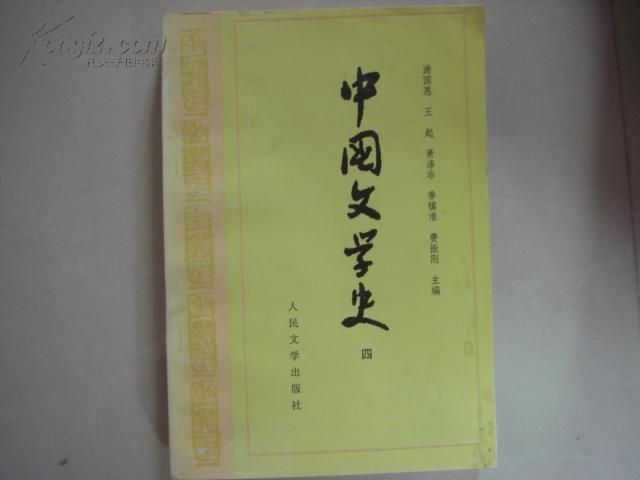 游国恩 王 起 萧涤非 季镇淮 费振刚 主编
中国文学史
四
人民文学出版社
kongfz.com
孔夫子旧书网